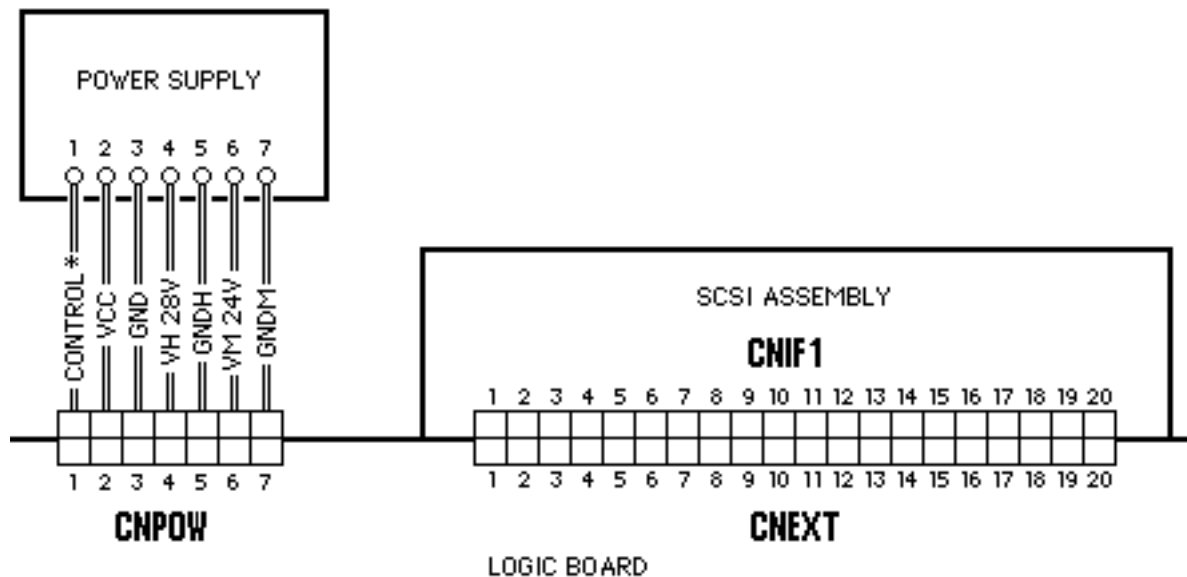 POWER SUPPLY
1 2 3 4 5 6 7
CONTROL *
VCC
GND
VH 28V
GNDH
VM 24V
GNDM
1 2 3 4 5 6 7
CNPOW
SCSI ASSEMBLY
CNIF1
1 2 3 4 5 6 7 8 9 10 11 12 13 14 15 16 17 18 19 20
1 2 3 4 5 6 7 8 9 10 11 12 13 14 15 16 17 18 19 20
CNEXT
LOGIC BOARD